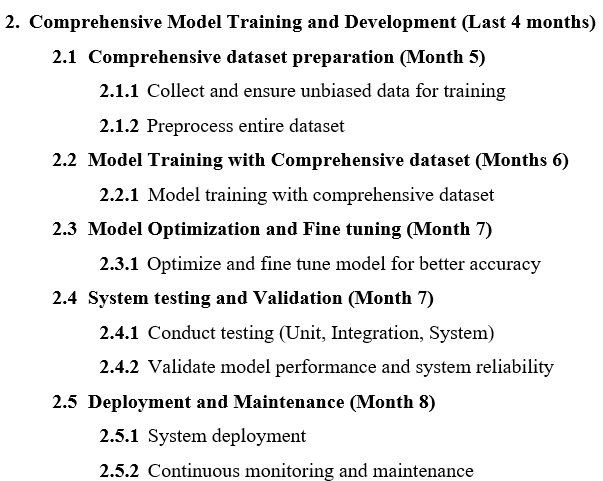 2. Comprehensive Model Training and Development (Last 4 months)
2.1 Comprehensive dataset preparation (Month 5)
2.1.1 Collect and ensure unbiased data for training
2.1.2 Preprocess entire dataset
2.2 Model Training with Comprehensive dataset (Months 6)
2.2.1 Model training with comprehensive dataset
2.3 Model Optimization and Fine tuning (Month 7)
2.3.1 Optimize and fine tune model for better accuracy
2.4 System testing and Validation (Month 7)
2.4.1 Conduct testing (Unit, Integration, System)
2.4.2 Validate model performance and system reliability
2.5 Deployment and Maintenance (Month 8)
2.5.1 System deployment
2.5.2 Continuous monitoring and maintenance